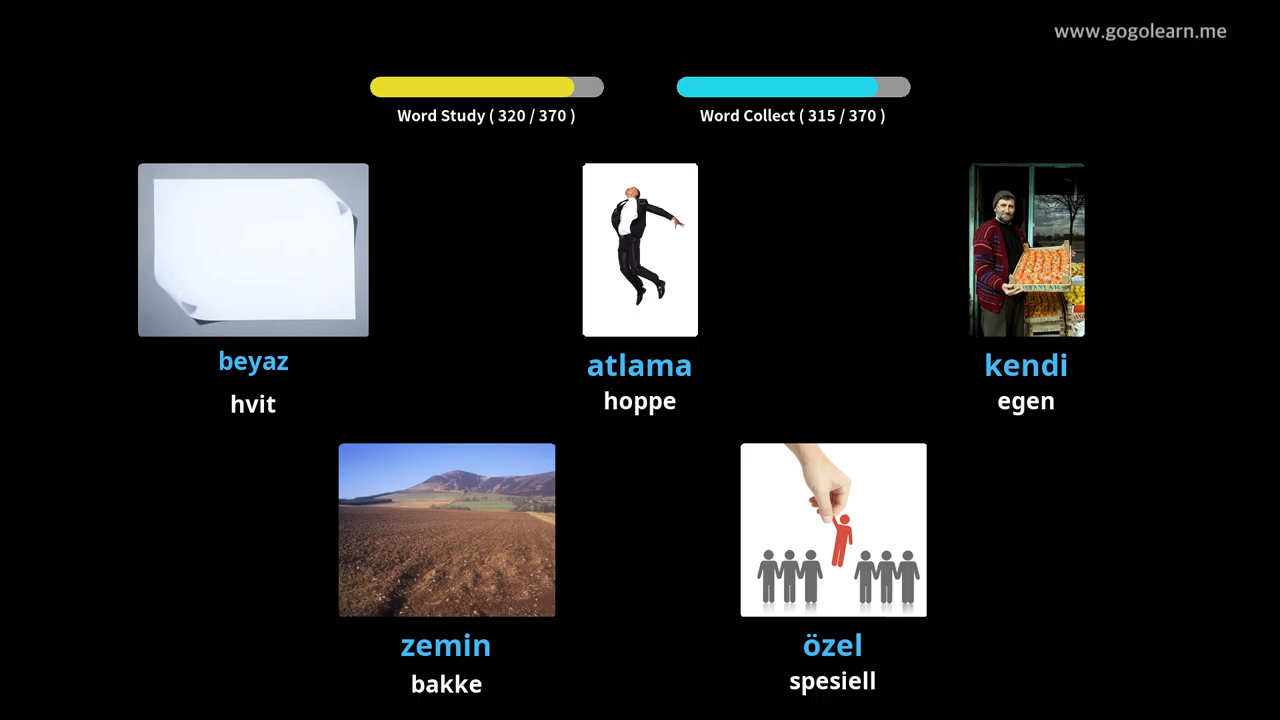 www.gogolearn.me
Word Study ( 320 / 370 )
Word Collect ( 315 / 370 )
beyaz
hvit
atlama
hoppe
kendi
egen
zemin
bakke
özel
spesiell